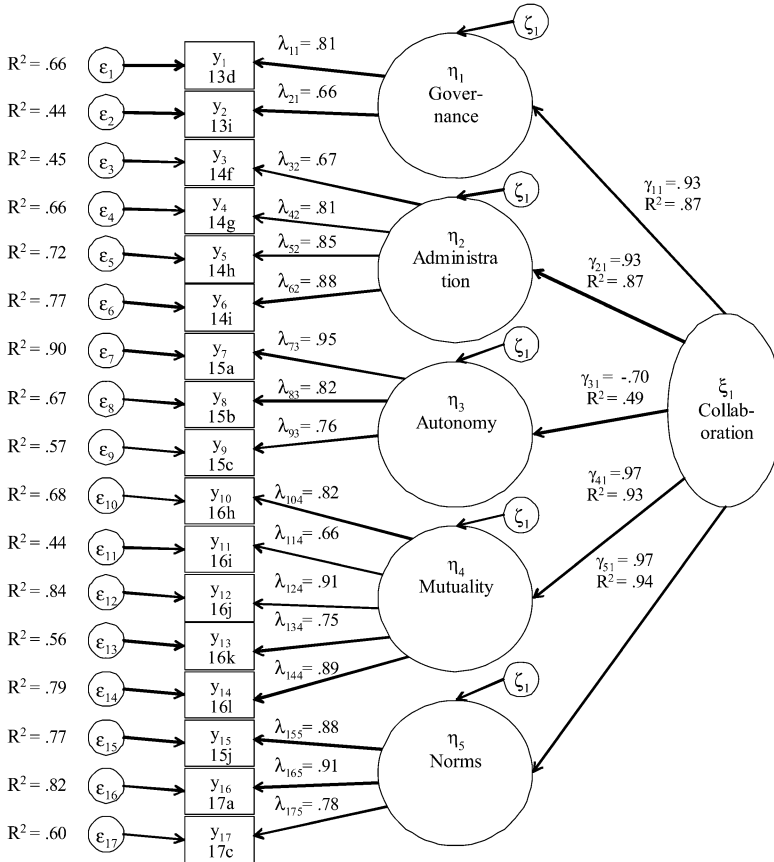 ζ₁
R² = .66 ε₁ y₁ 13d λ₁₁= .81
η₁ Gover- nance
R² = .44 ε₂ y₂ 13i λ₂₁= .66
R² = .45 ε₃ y₃ 14f λ₃₂= .67
ζ₁
γ₁₁= .93
R² = .87
R² = .66 ε₄ y₄ 14g λ₄₂= .81
η₂ Administra tion
R² = .72 ε₅ y₅ 14h λ₅₂= .85
γ₂₁= .93
R² = .87
R² = .77 ε₆ y₆ 14i λ₆₂= .88
R² = .90 ε₇ y₇ 15a λ₇₃= .95
ζ₁
R² = .67 ε₈ y₈ 15b λ₈₃= .82
η₃ Autonomy
γ₃₁= -.70
R² = .49
ξ₁ Collab- oration
R² = .57 ε₉ y₉ 15c λ₉₃= .76
R² = .68 ε₁₀ y₁₀ 16h λ₁₀₄= .82
ζ₁
γ₄₁= .97
R² = .93
R² = .44 ε₁₁ y₁₁ 16i λ₁₁₄= .66
η₄ Mutuality
R² = .84 ε₁₂ y₁₂ 16j λ₁₂₄= .91
γ₅₁= .97
R² = .94
R² = .56 ε₁₃ y₁₃ 16k λ₁₃₄= .75
R² = .79 ε₁₄ y₁₄ 16l λ₁₄₄= .89
ζ₁
R² = .77 ε₁₅ y₁₅ 15j λ₁₅₅= .88
η₅ Norms
R² = .82 ε₁₆ y₁₆ 17a λ₁₆₅= .91
R² = .60 ε₁₇ y₁₇ 17c λ₁₇₅= .78